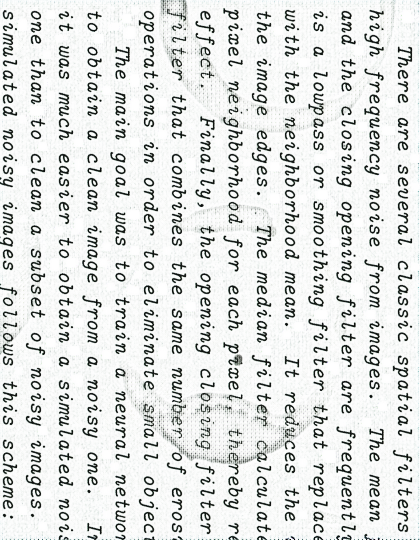 There are several classic spatial filters
high frequency noise from images. The mean
and the closing opening filter are frequently
is a lowpass or smoothing filter that replace
with the neighborhood mean. It reduces the
the image edges. The median filter calculate
pixel neighborhood for each pixel, thereby re
effect. Finally, the opening closing filter
filter that combines the same number of eros
operations in order to eliminate small object
The main goal was to train a neural networ
to obtain a clean image from a noisy one. In
it was much easier to obtain a simulated nois
one than to clean a subset of noisy images.
simulated noisy images follows this scheme: